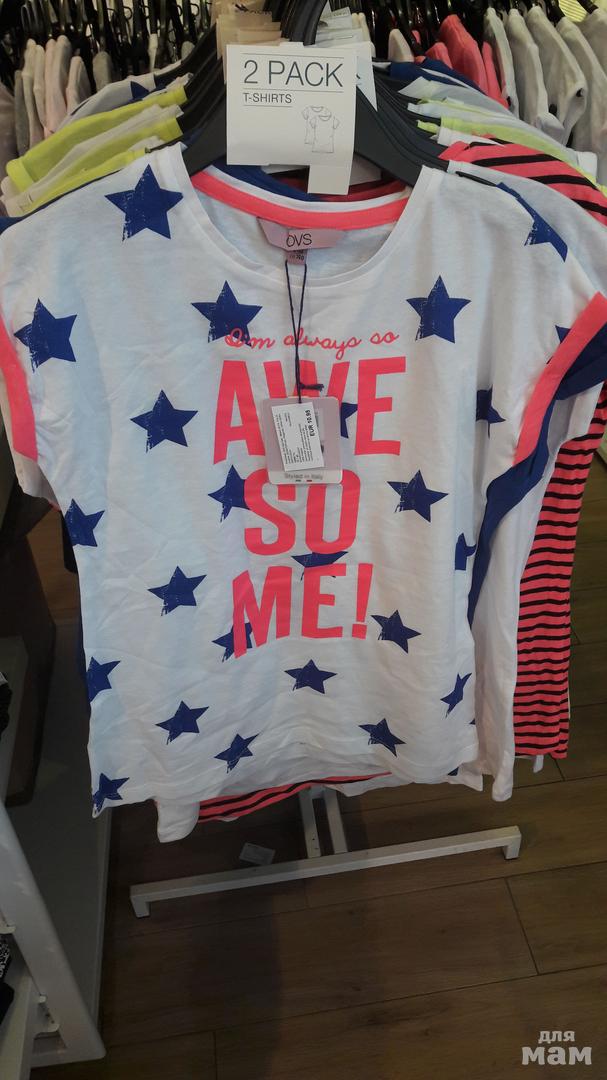 2 PACK
T-SHIRTS
OVS
I'm always so
AWE
SO
ME!
EUR 10.95
Styled in Italy
для
мам